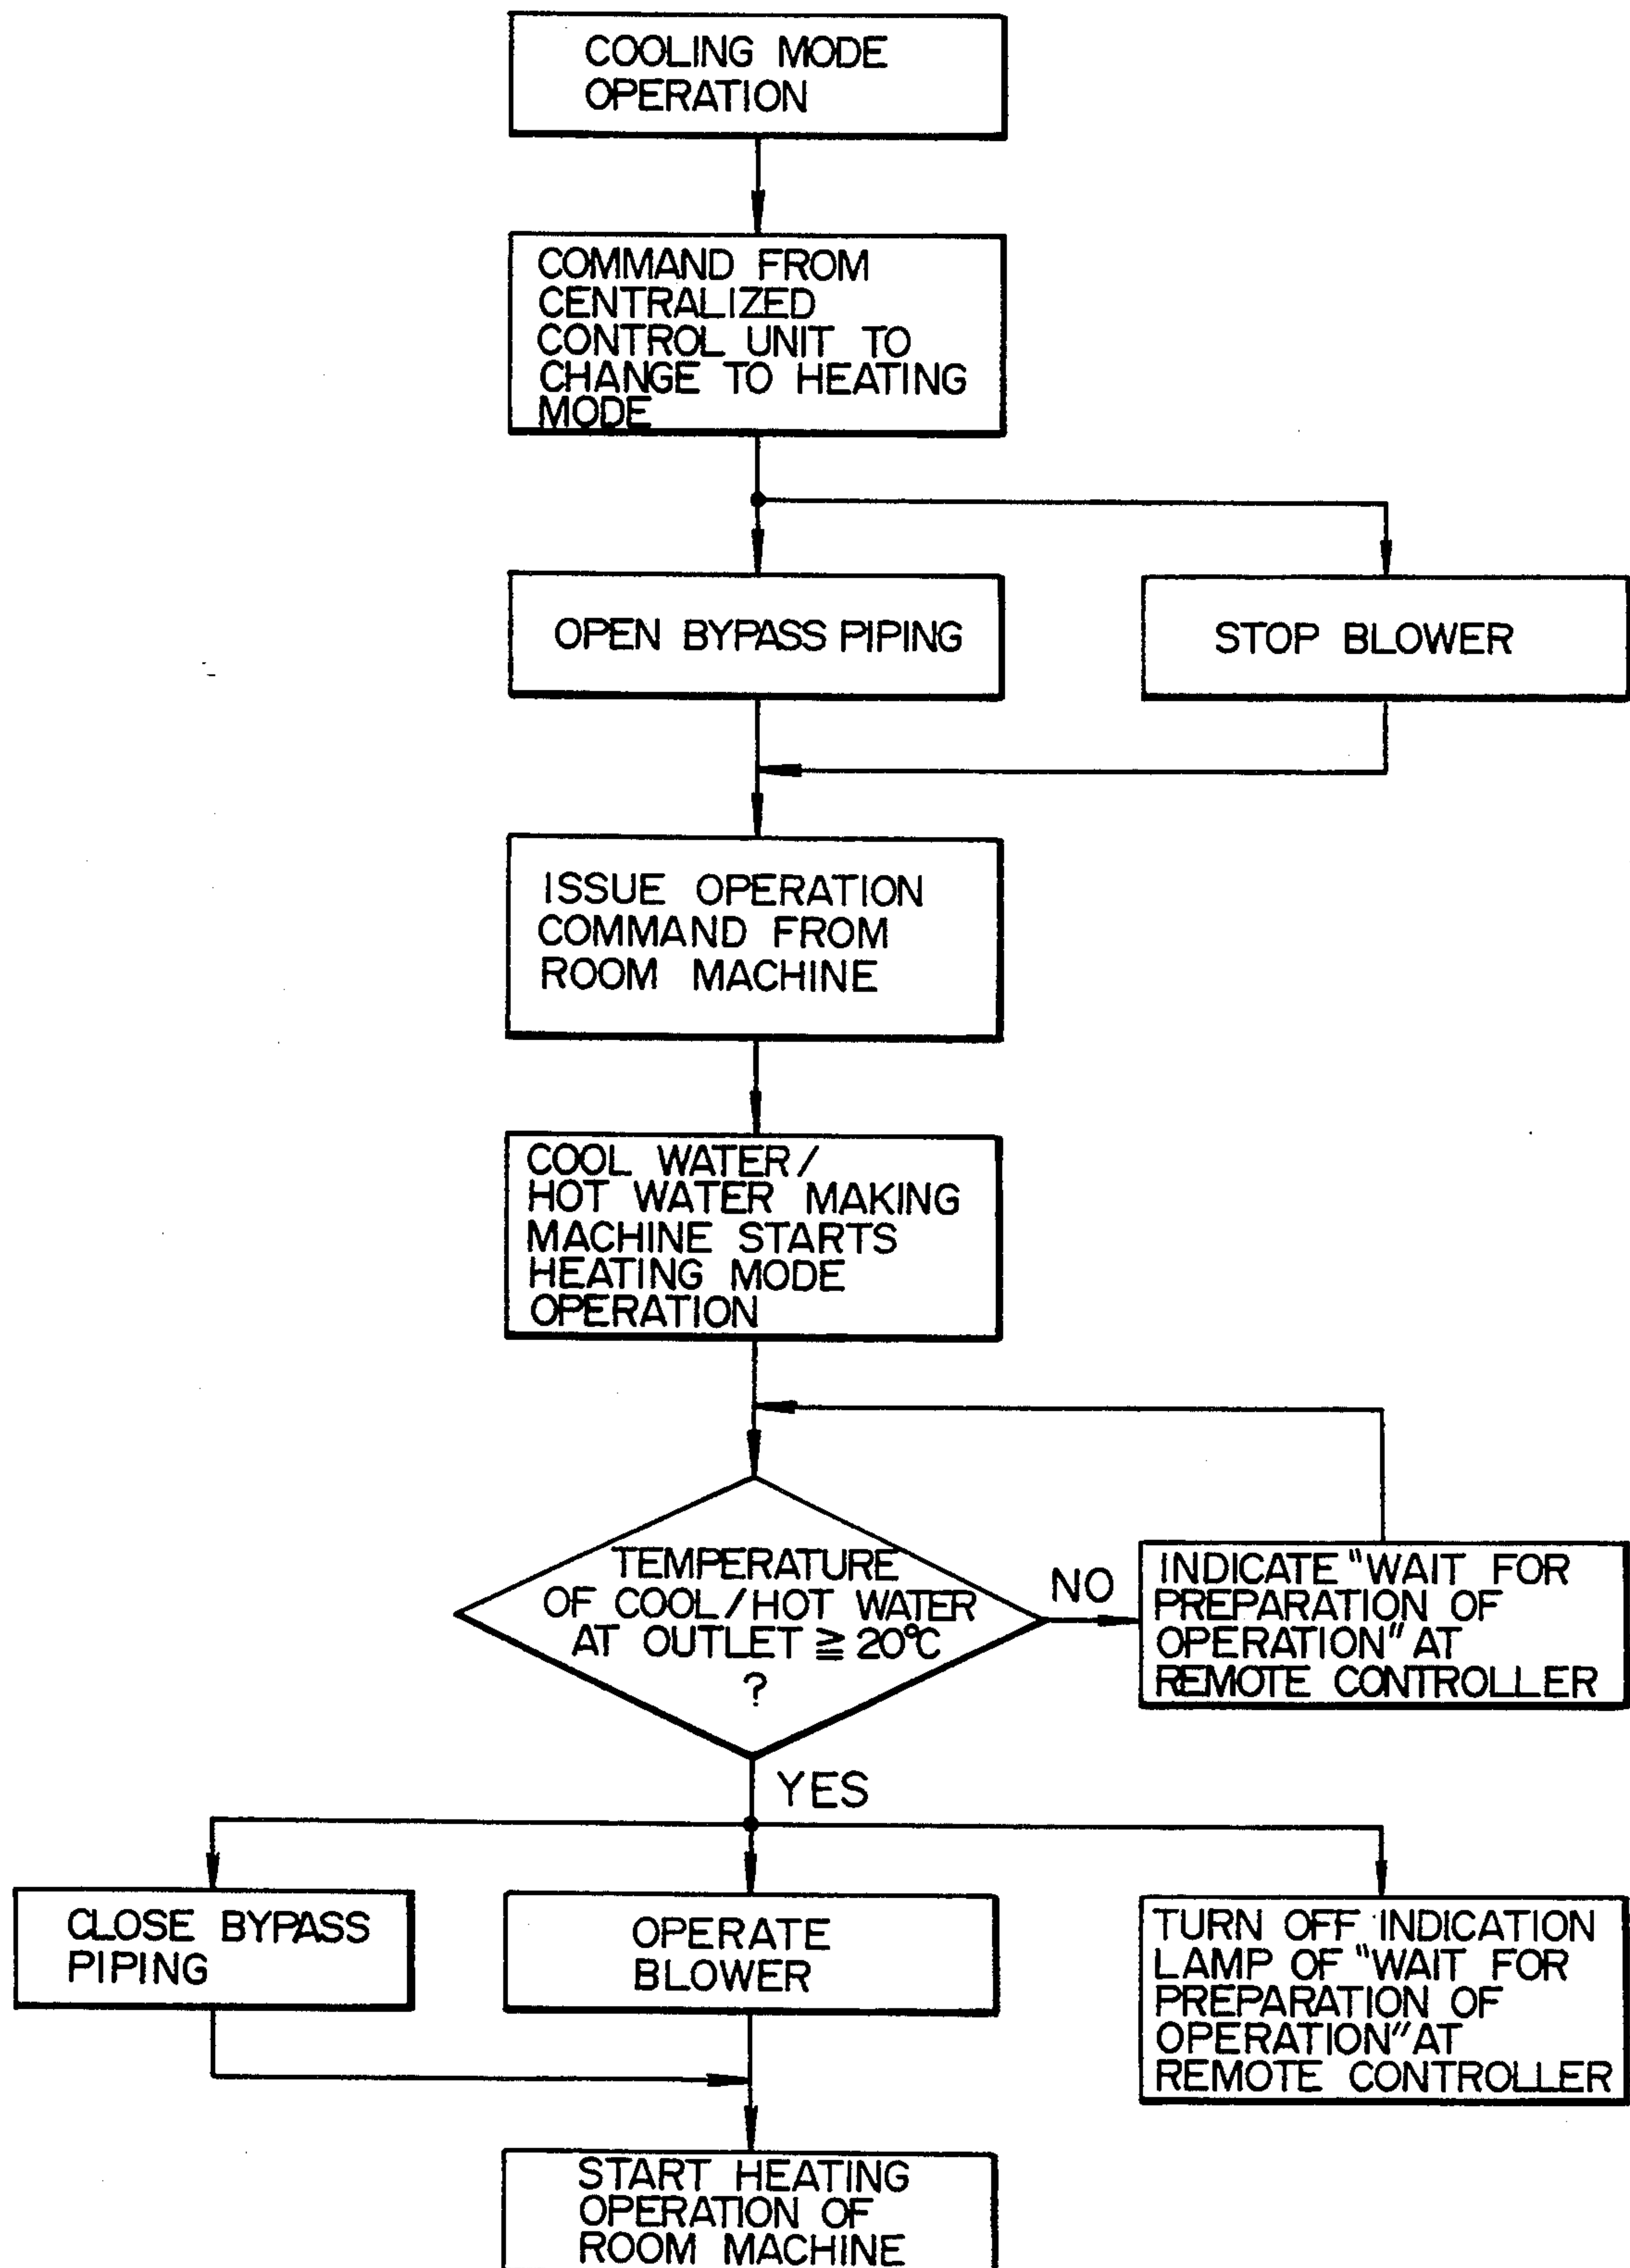 COOLING MODE
OPERATION
COMMAND FROM
CENTRALIZED
CONTROL UNIT TO
CHANGE TO HEATING
MODE
OPEN BYPASS PIPING
STOP BLOWER
ISSUE OPERATION
COMMAND FROM
ROOM MACHINE
COOL WATER/
HOT WATER MAKING
MACHINE STARTS
HEATING MODE
OPERATION
TEMPERATURE
OF COOL/HOT WATER
AT OUTLET ≧ 20°C
?
NO
INDICATE "WAIT FOR
PREPARATION OF
OPERATION" AT
REMOTE CONTROLLER
YES
CLOSE BYPASS
PIPING
OPERATE
BLOWER
TURN OFF INDICATION
LAMP OF "WAIT FOR
PREPARATION OF
OPERATION" AT
REMOTE CONTROLLER
START HEATING
OPERATION OF
ROOM MACHINE